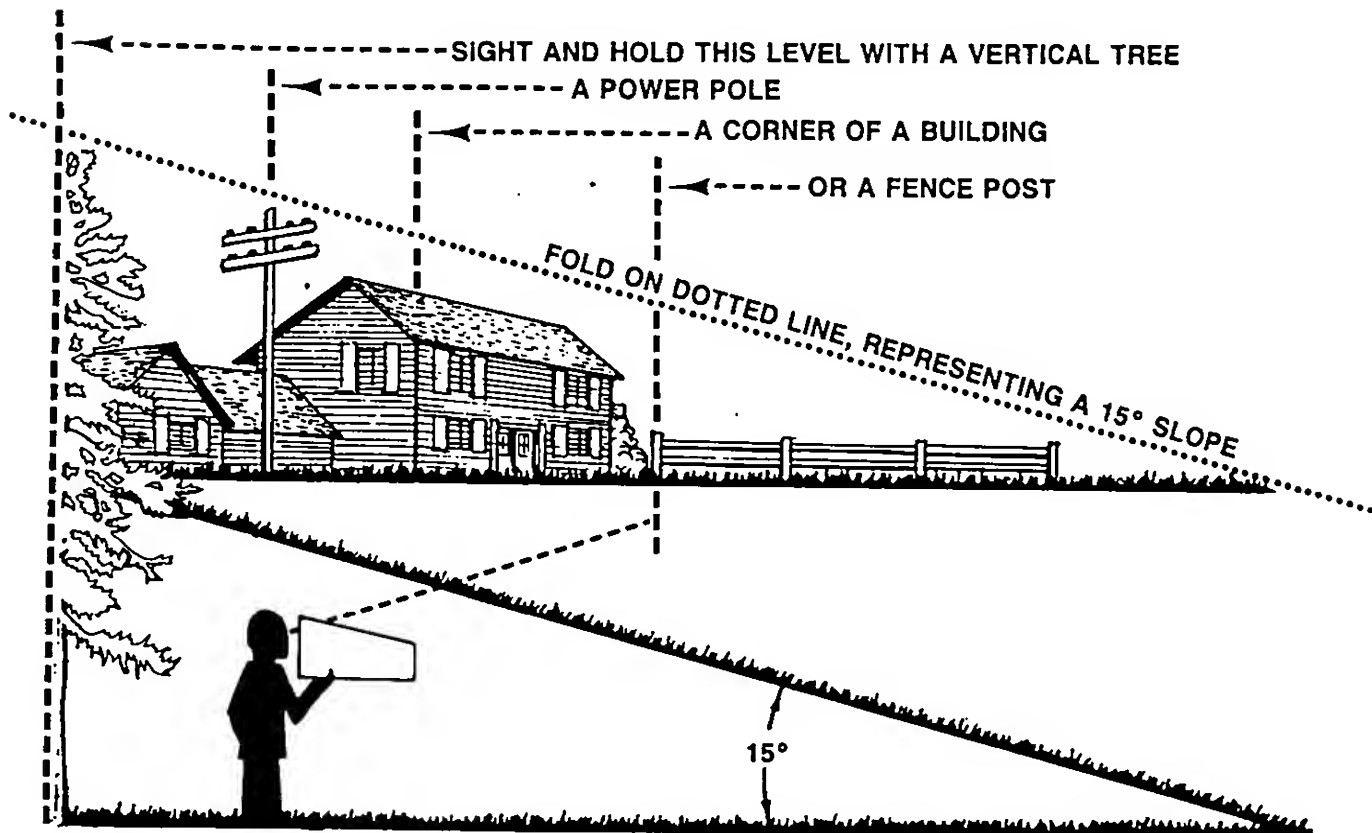 SIGHT AND HOLD THIS LEVEL WITH A VERTICAL TREE
A POWER POLE
A CORNER OF A BUILDING
OR A FENCE POST
FOLD ON DOTTED LINE, REPRESENTING A 15° SLOPE
15°